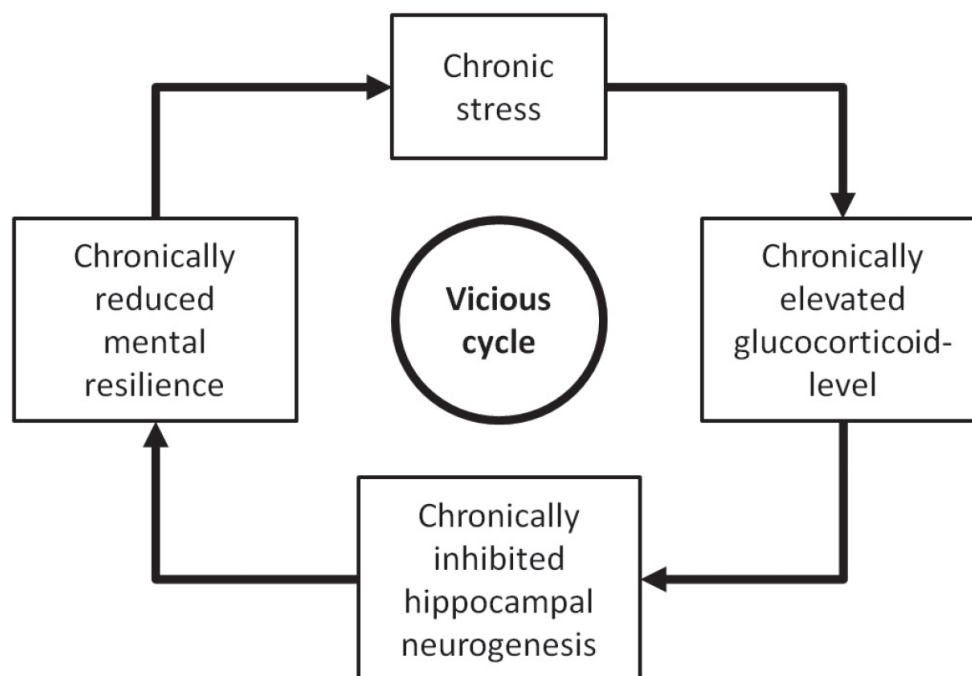 Chronic
stress
Chronically
elevated
glucocorticoid-
level
Chronically
inhibited
hippocampal
neurogenesis
Chronically
reduced
mental
resilience
Vicious
cycle